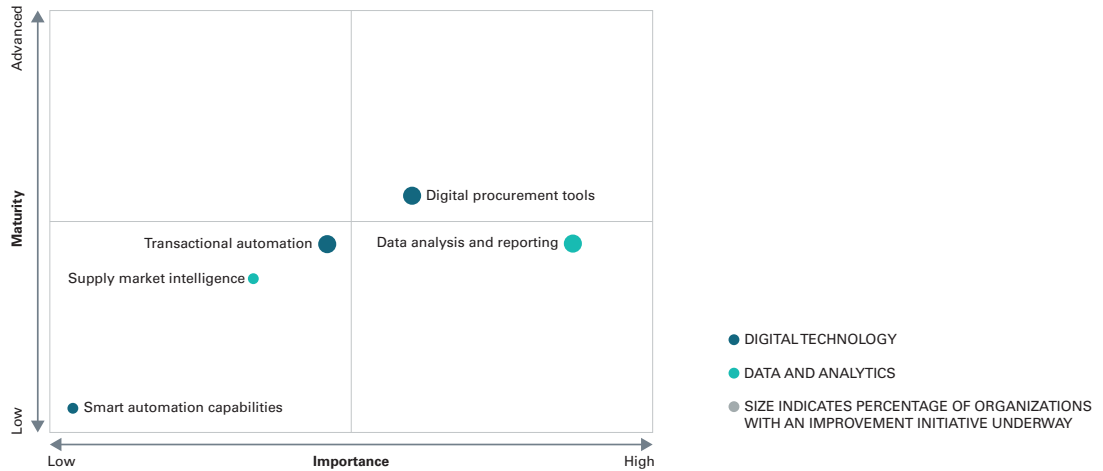 Advanced
Maturity
Low
Digital procurement tools
Transactional automation
Data analysis and reporting
Supply market intelligence
Smart automation capabilities
Low
Importance
High
DIGITAL TECHNOLOGY
DATA AND ANALYTICS
SIZE INDICATES PERCENTAGE OF ORGANIZATIONS
WITH AN IMPROVEMENT INITIATIVE UNDERWAY